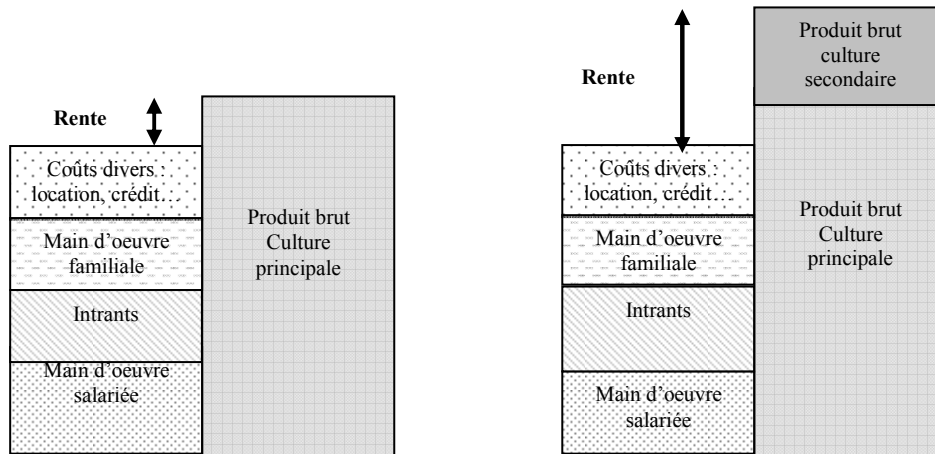 Rente
Coûts divers :
location, crédit…
Main d'oeuvre
familiale
Intrants
Main d'oeuvre
salariée
Produit brut
Culture
principale
Rente
Coûts divers :
location, crédit…
Main d'oeuvre
familiale
Intrants
Main d'oeuvre
salariée
Produit brut
culture
secondaire
Produit brut
Culture
principale